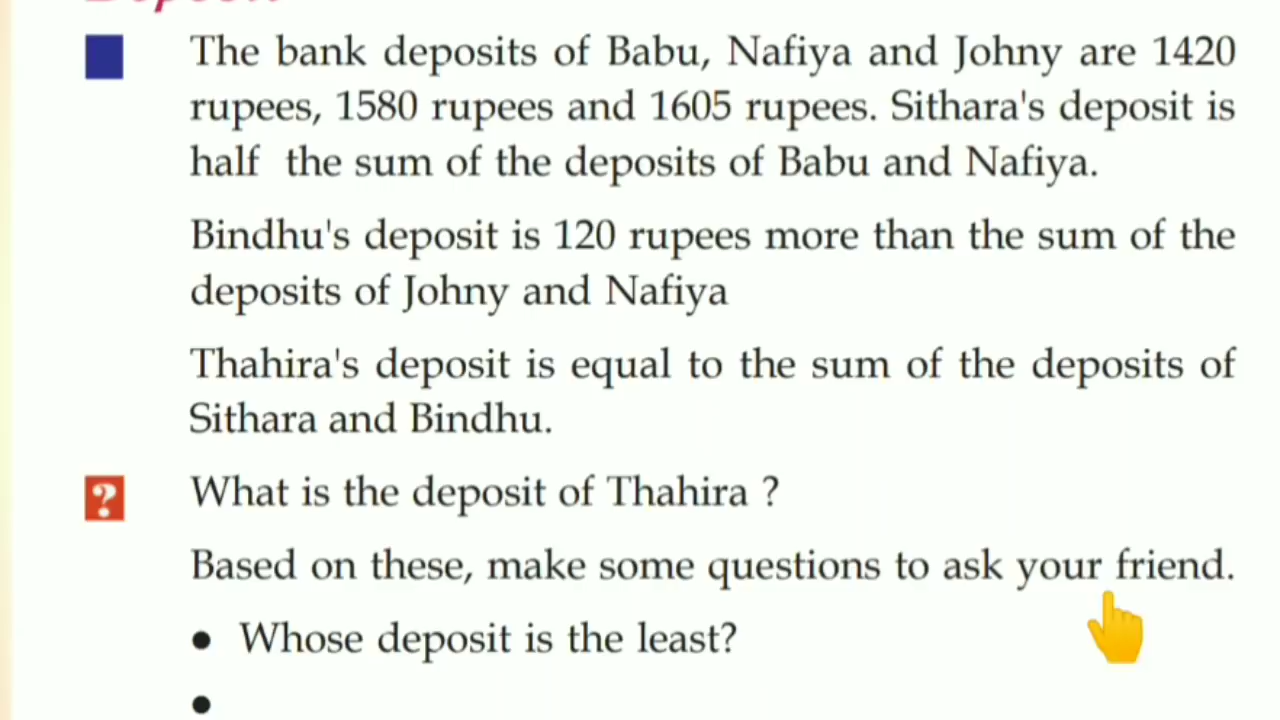 The bank deposits of Babu, Nafiya and Johny are 1420
rupees, 1580 rupees and 1605 rupees. Sithara's deposit is
half the sum of the deposits of Babu and Nafiya.
Bindhu's deposit is 120 rupees more than the sum of the
deposits of Johny and Nafiya
Thahira's deposit is equal to the sum of the deposits of
Sithara and Bindhu.
? What is the deposit of Thahira ?
Based on these, make some questions to ask your friend.
• Whose deposit is the least?
•